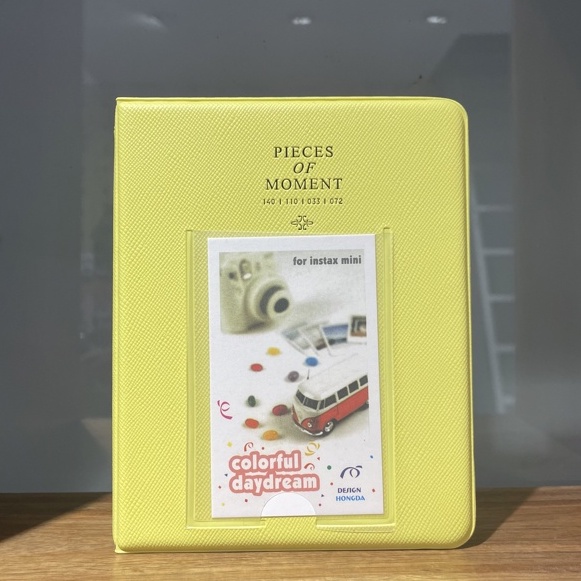 PIECES
OF
MOMENT
140 I 110 I 033 I 072
for instax mini
colorful
daydream
DESIGN
HONGDA